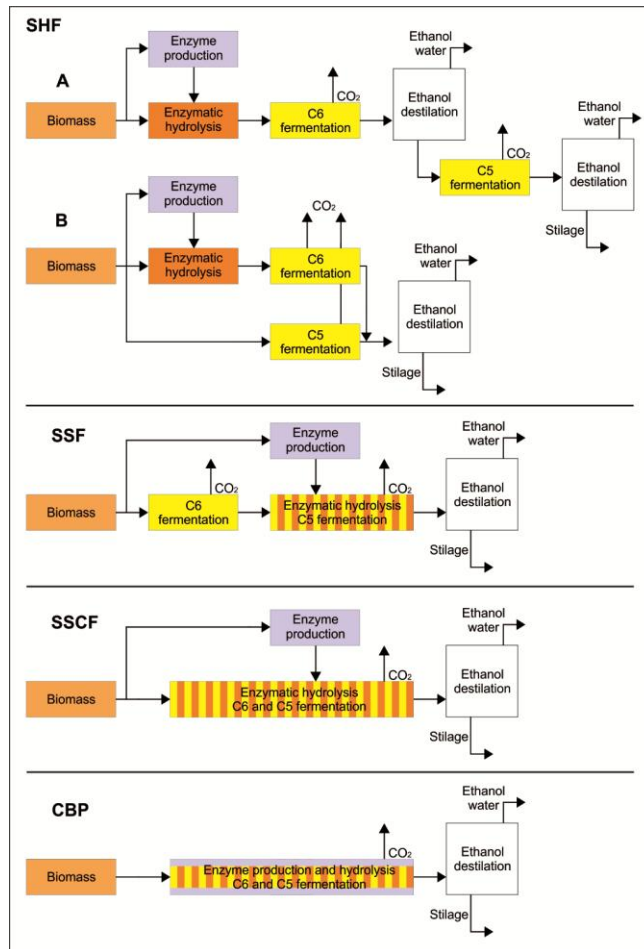 SHF
A
Biomass
Enzyme
production
Enzymatic
hydrolysis
C6
fermentation
CO₂
Ethanol
water
Ethanol
destilation
C5
fermentation
CO₂
Ethanol
water
Ethanol
destilation
Stilage
B
Biomass
Enzyme
production
Enzymatic
hydrolysis
CO₂
C6
fermentation
C5
fermentation
Ethanol
water
Ethanol
destilation
Stilage
SSF
Biomass
C6
fermentation
CO₂
Enzyme
production
Enzymatic hydrolysis
C5 fermentation
CO₂
Ethanol
water
Ethanol
destilation
Stilage
SSCF
Biomass
Enzyme
production
Enzymatic hydrolysis
C6 and C5 fermentation
CO₂
Ethanol
water
Ethanol
destilation
Stilage
CBP
Biomass
Enzyme production and hydrolysis
C6 and C5 fermentation
CO₂
Ethanol
water
Ethanol
destilation
Stilage